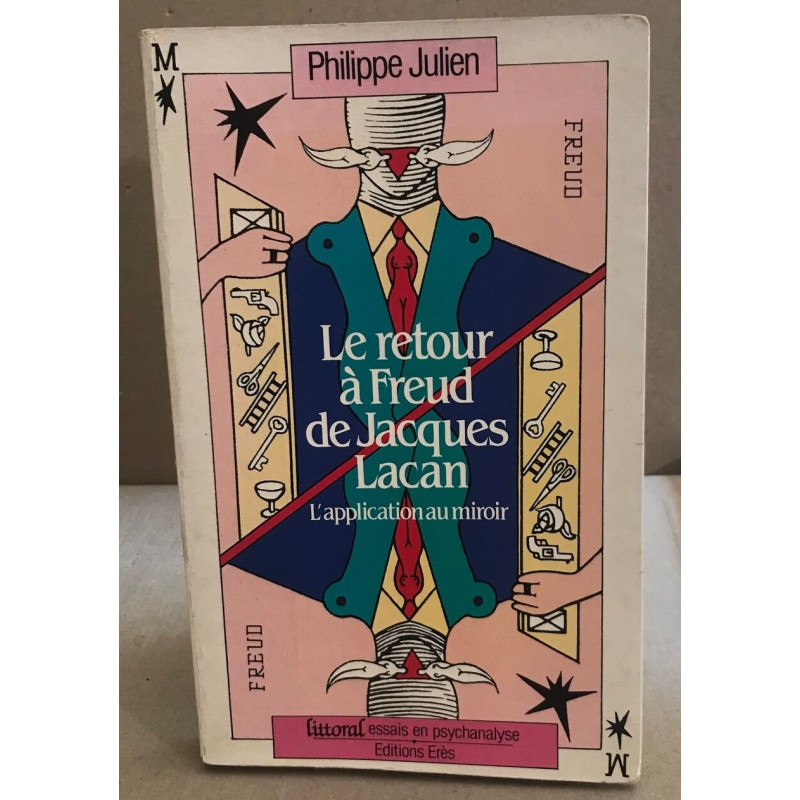 M
Philippe Julien
FREUD
Le retour
à Freud
de Jacques
Lacan
L'application au miroir
FREUD
littoral essais en psychanalyse
Editions Erès
M